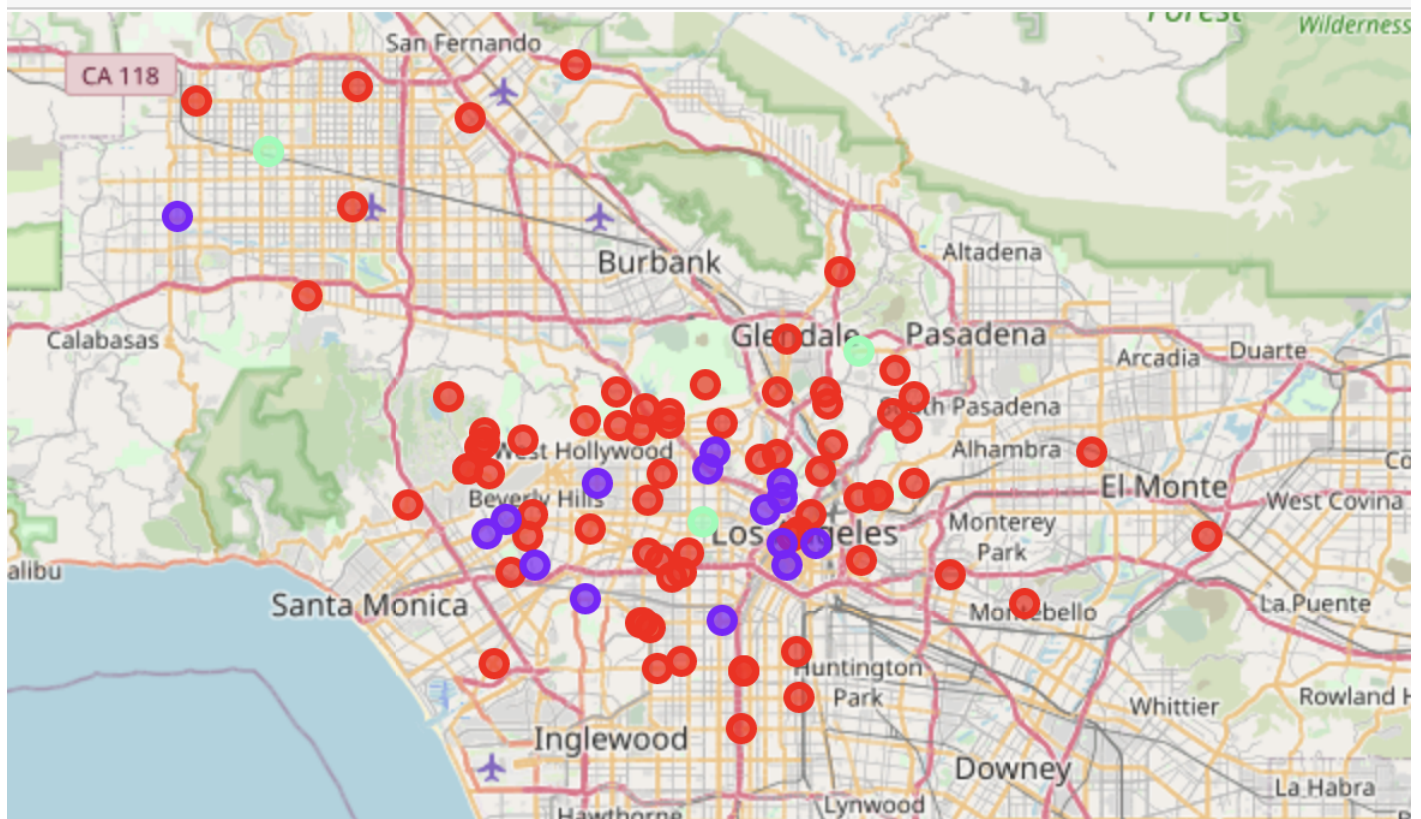 Forest
Wilderness
San Fernando
CA 118
Altadena
Burbank
Glendale
Pasadena
Calabasas
Arcadia
Duarte
South Pasadena
West Hollywood
Alhambra
El Monte
Beverly Hills
West Covina
Los Angeles
Monterey
Park
alibu
Santa Monica
Montebello
La Puente
Huntington
Park
Rowland H
Whittier
Inglewood
Downey
La Habra
Lynwood
Hawthorne